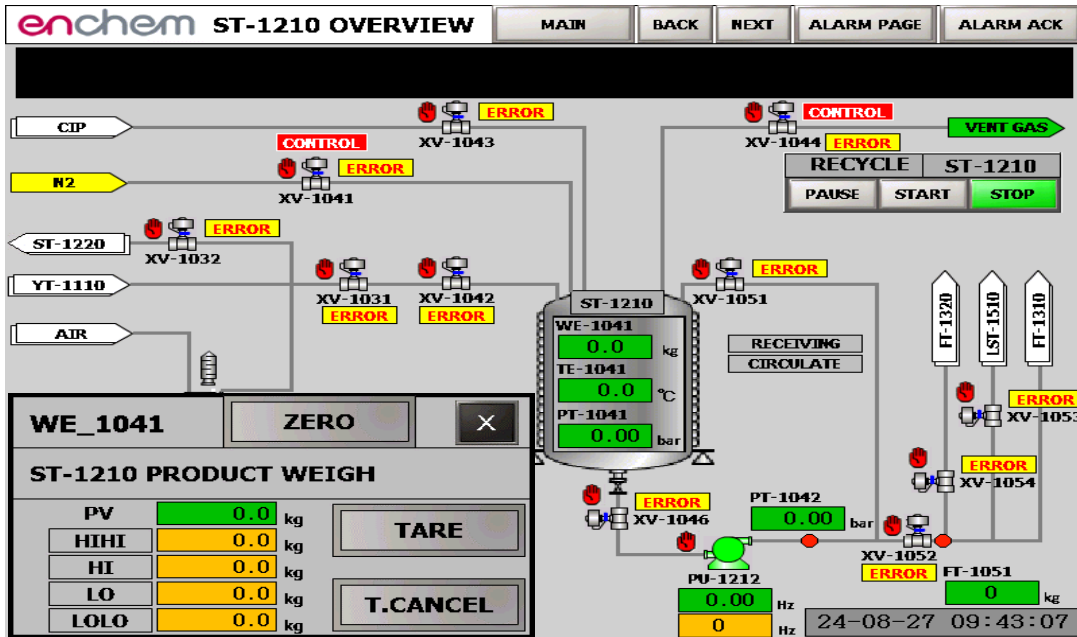 enchem ST-1210 OVERVIEW MAIN BACK NEXT ALARM PAGE ALARM ACK
CIP
ERROR
XV-1043
CONTROL
XV-1044 ERROR
VENT GAS
CONTROL
ERROR
N2
XV-1041
RECYCLE ST-1210
PAUSE START STOP
ERROR
ST-1220
XV-1032
YT-1110
XV-1031
ERROR
XV-1042
ERROR
ERROR
XV-1051
AIR
ST-1210
WE-1041
0.0 kg
TE-1041
0.0 °C
PT-1041
0.00 bar
RECEIVING
CIRCULATE
FT-1320
LST-1510
FT-1310
ERROR
XV-1053
ERROR
XV-1054
ERROR
XV-1046
PT-1042
0.00 bar
XV-1052
ERROR
FT-1051
0 kg
PU-1212
0.00 Hz
0 Hz
24-08-27 09:43:07
WE_1041 ZERO X
ST-1210 PRODUCT WEIGH
PV 0.0 kg
HIHI 0.0 kg
HI 0.0 kg
LO 0.0 kg
LOLO 0.0 kg
TARE
T.CANCEL